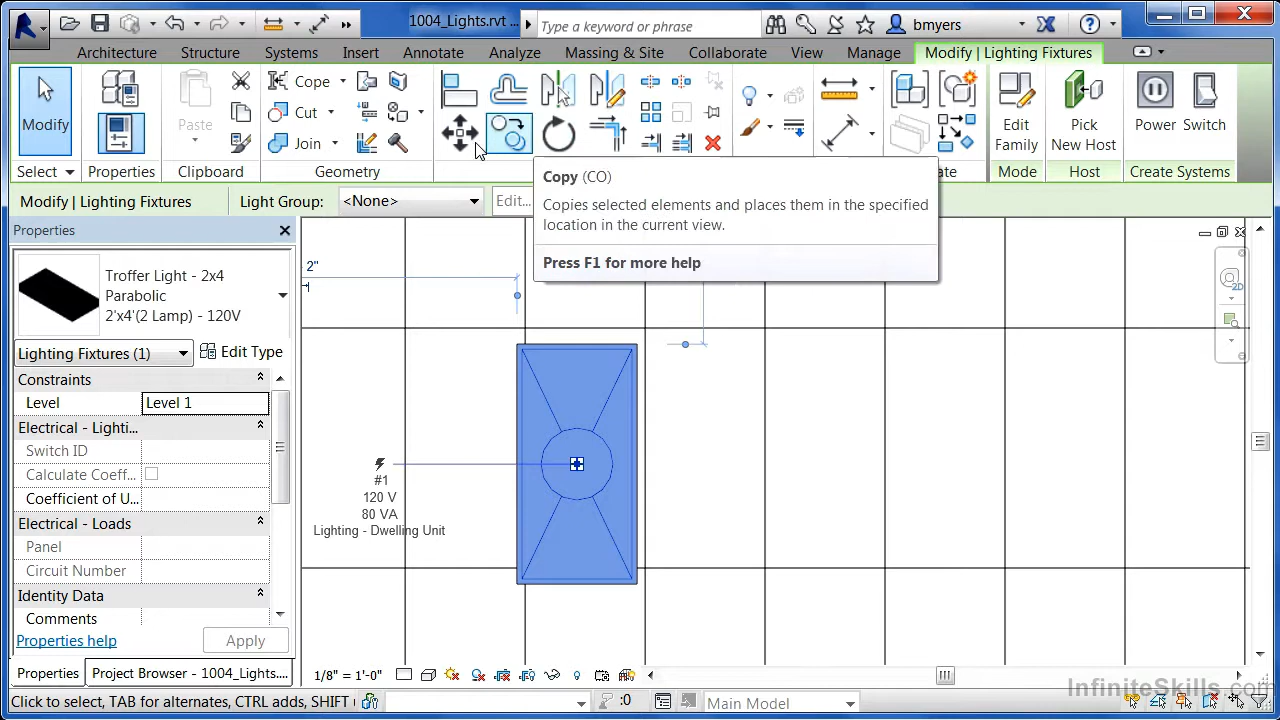 1004_Lights.rvt ...
Type a keyword or phrase
bmyers
Architecture
Structure
Systems
Insert
Annotate
Analyze
Massing & Site
Collaborate
View
Manage
Modify | Lighting Fixtures
Modify
Paste
Cope
Cut
Join
Edit Family
Pick New Host
Power
Switch
Select
Properties
Clipboard
Geometry
ate
Mode
Host
Create Systems
Modify | Lighting Fixtures
Light Group:
<None>
Edit...
Copy (CO)
Copies selected elements and places them in the specified
location in the current view.
Press F1 for more help
Properties
Troffer Light - 2x4
Parabolic
2'x4'(2 Lamp) - 120V
Lighting Fixtures (1)
Edit Type
Constraints
Level
Level 1
Electrical - Lighti...
Switch ID
Calculate Coeff...
Coefficient of U...
Electrical - Loads
Panel
Circuit Number
Identity Data
Comments
Properties help
Apply
Properties
Project Browser - 1004_Lights....
2"
#1
120 V
80 VA
Lighting - Dwelling Unit
2D
1/8" = 1'-0"
Click to select, TAB for alternates, CTRL adds, SHIFT
:0
Main Model
InfiniteSkills.com